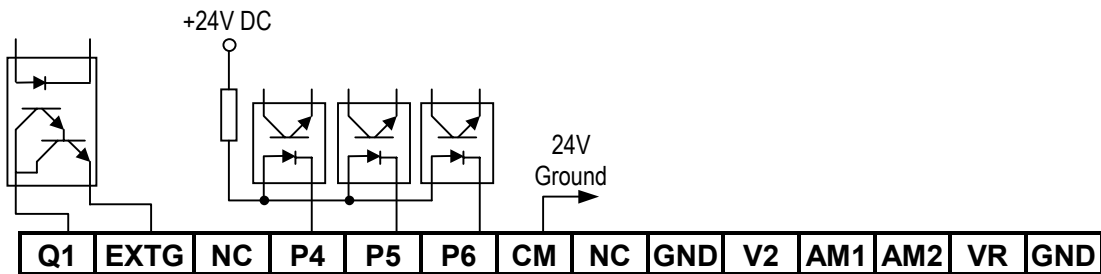 +24V DC
24V
Ground
Q1 EXTG NC P4 P5 P6 CM NC GND V2 AM1 AM2 VR GND